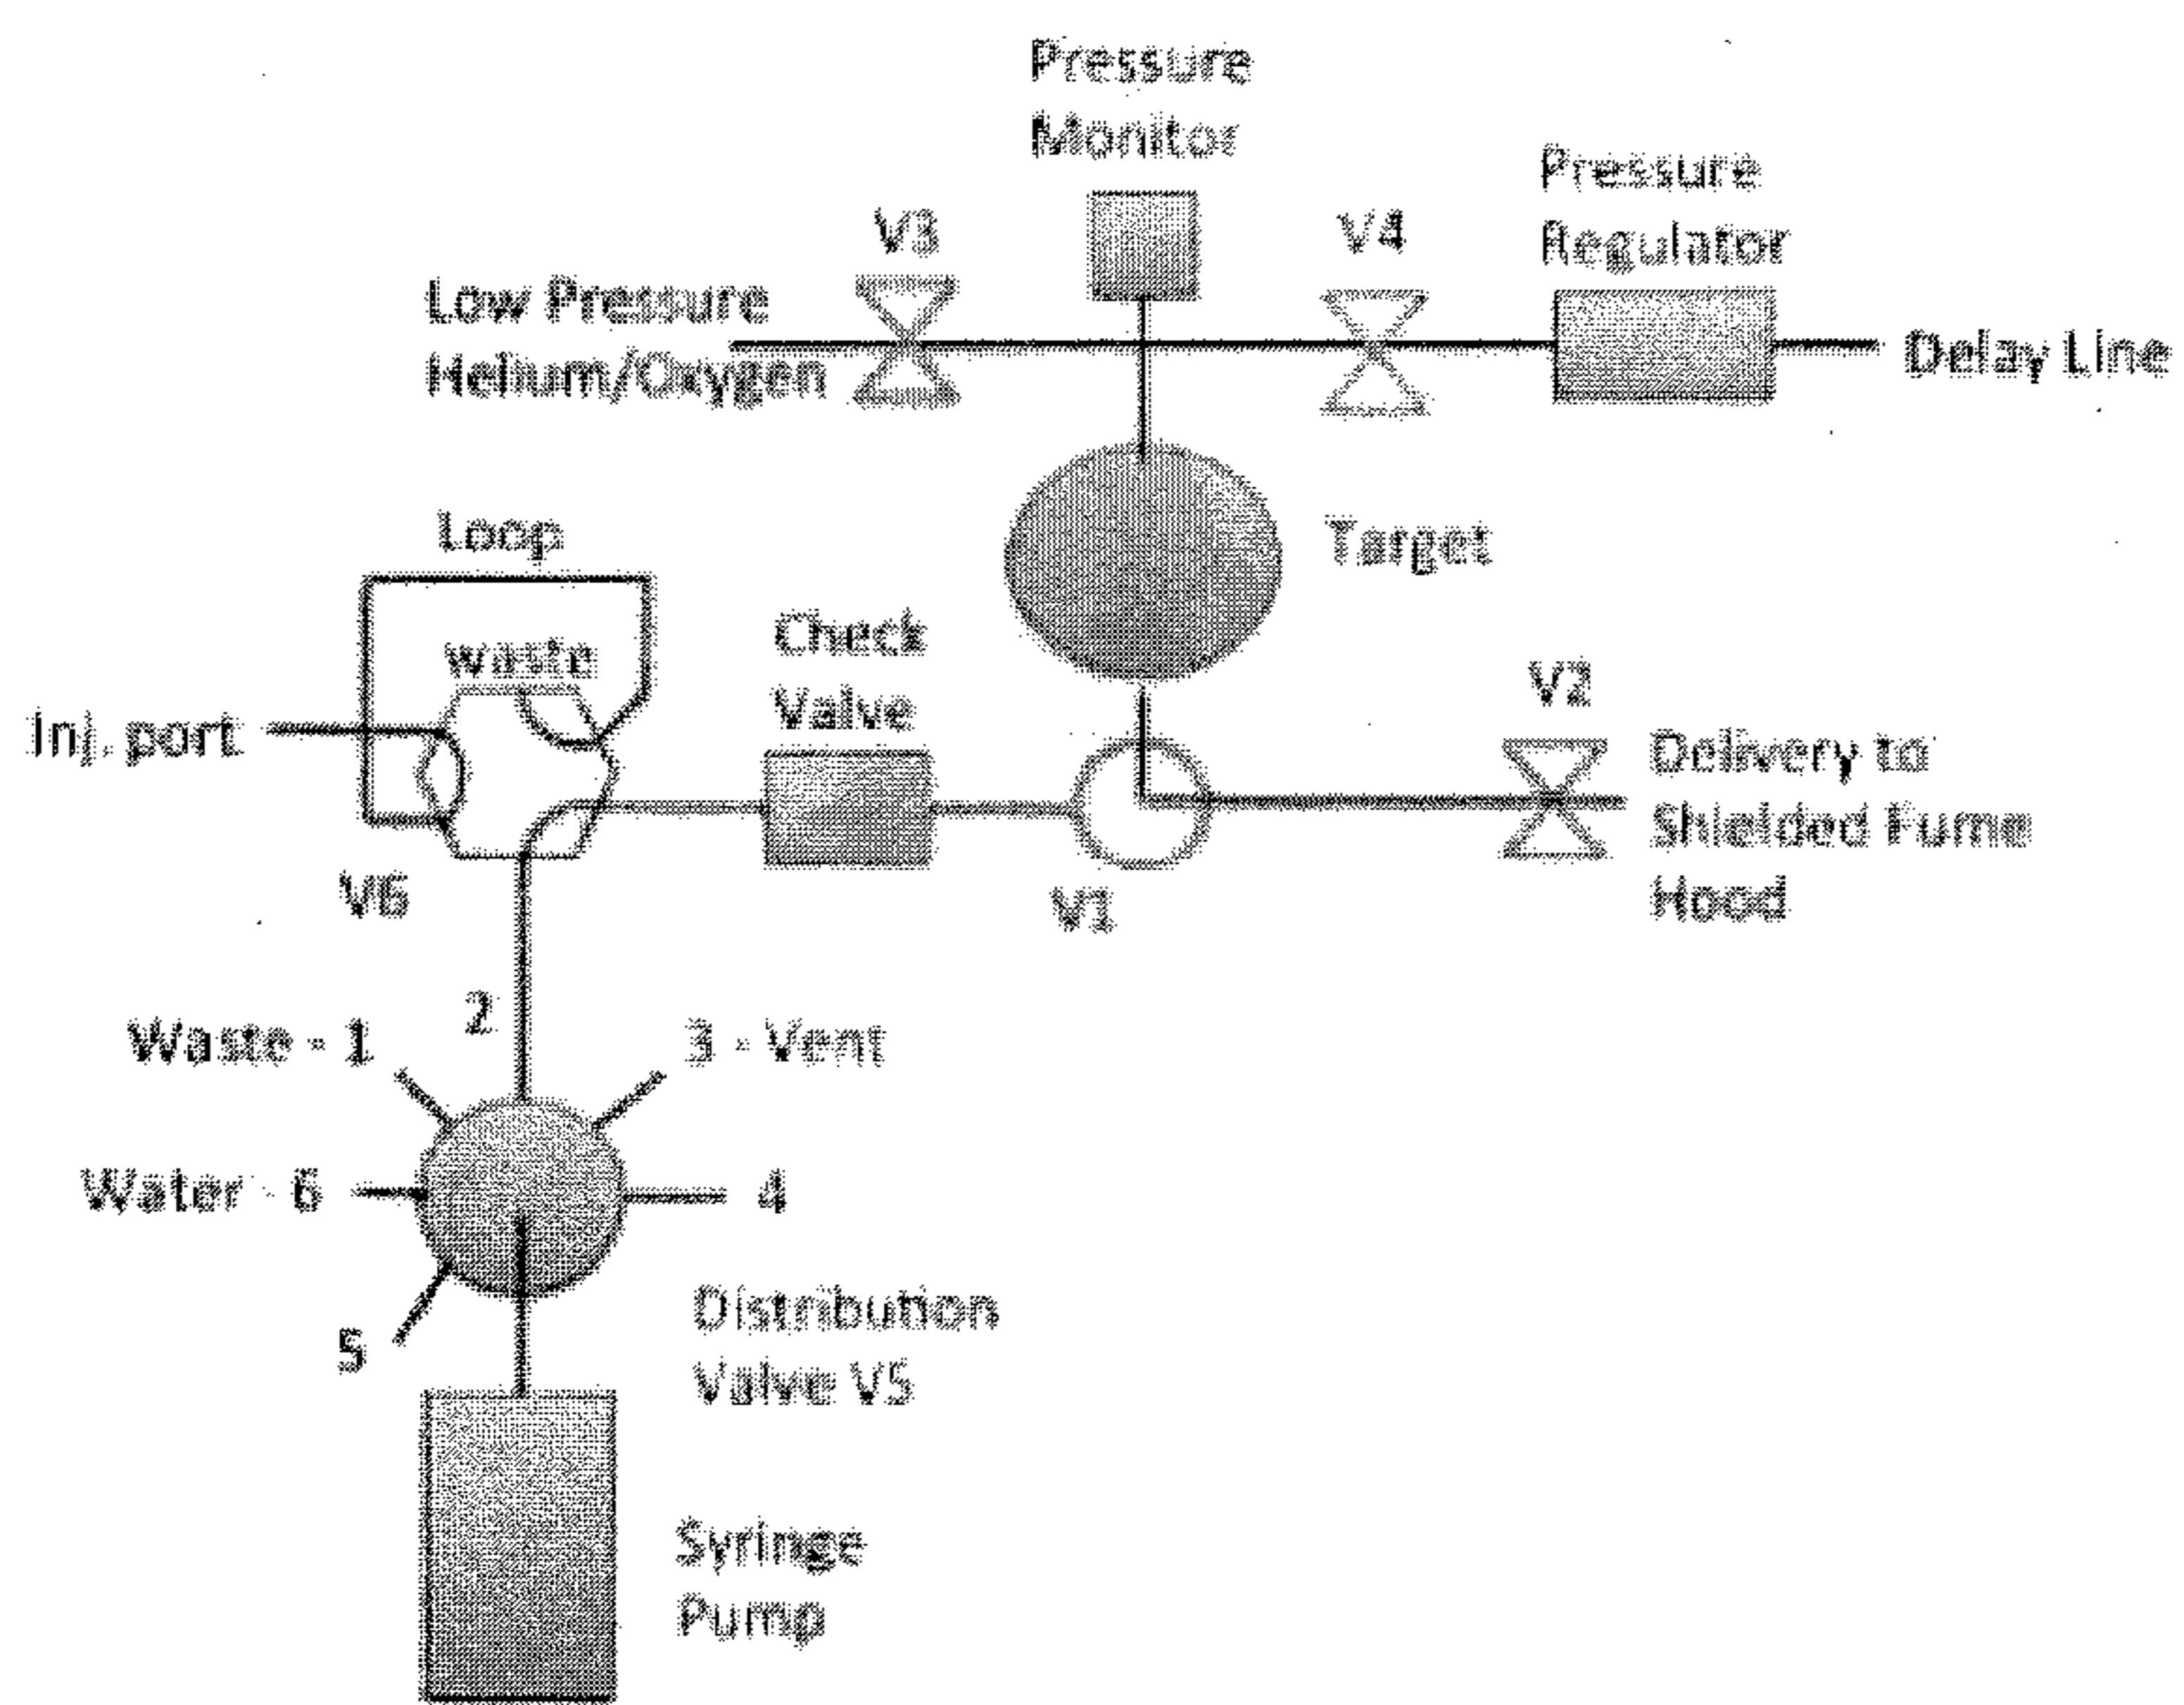 Pressure
Monitor
Pressure
Regulator
V3
V4
Low Pressure
Helium/Oxygen
Delay Line
Loop
Target
Check
Valve
waste
Inj. port
V2
Delivery to
Shielded Fume
Hood
V6
V1
2
Waste - 1
3 - Vent
Water - 6
4
5
Distribution
Valve V5
Syringe
Pump